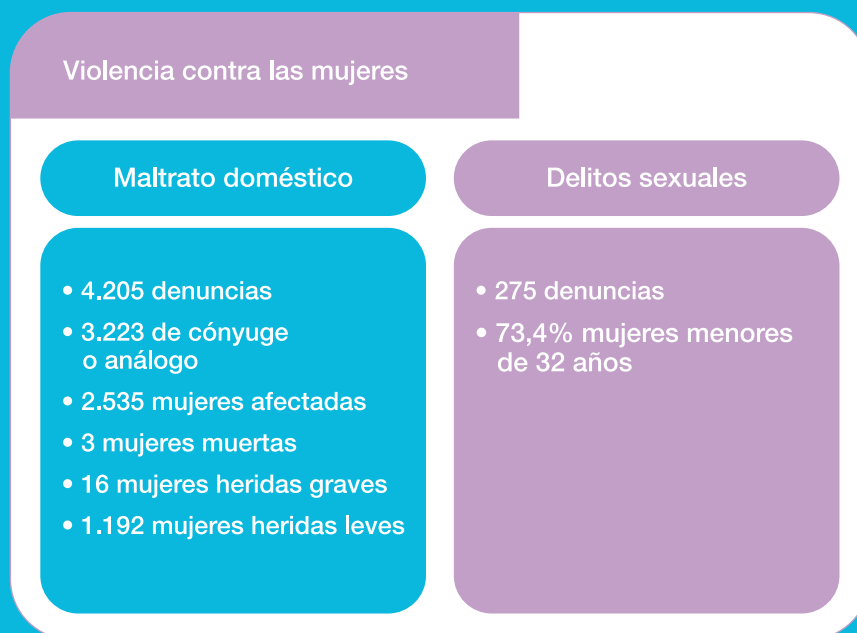 Violencia contra las mujeres
Maltrato doméstico
• 4.205 denuncias
• 3.223 de cónyuge
o análogo
• 2.535 mujeres afectadas
• 3 mujeres muertas
• 16 mujeres heridas graves
• 1.192 mujeres heridas leves
Delitos sexuales
• 275 denuncias
• 73,4% mujeres menores
de 32 años